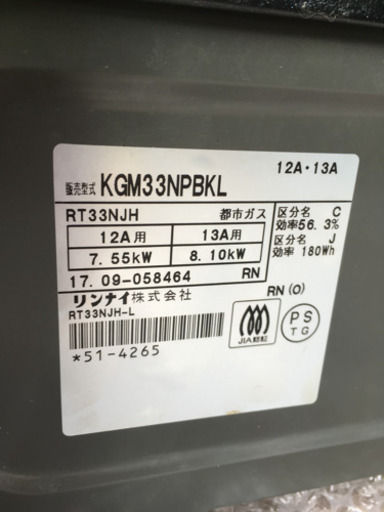 販売型式 KGM33NPBKL 12A・13A
RT33NJH 都市ガス
12A用 13A用
7.55kW 8.10kW
区分名 C
効率56.3%
区分名 J
効率 180Wh
17.09-058464 RN
リンナイ株式会社 RN(O)
RT33NJH-L
JIA認証
PS
TG
*51-4265